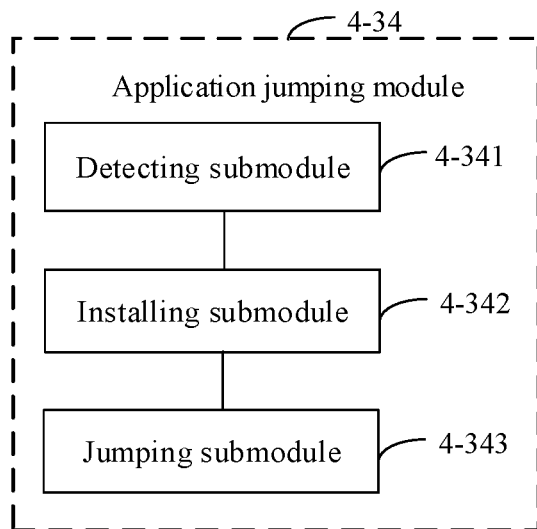 4-34
Application jumping module
Detecting submodule
4-341
Installing submodule
4-342
Jumping submodule
4-343